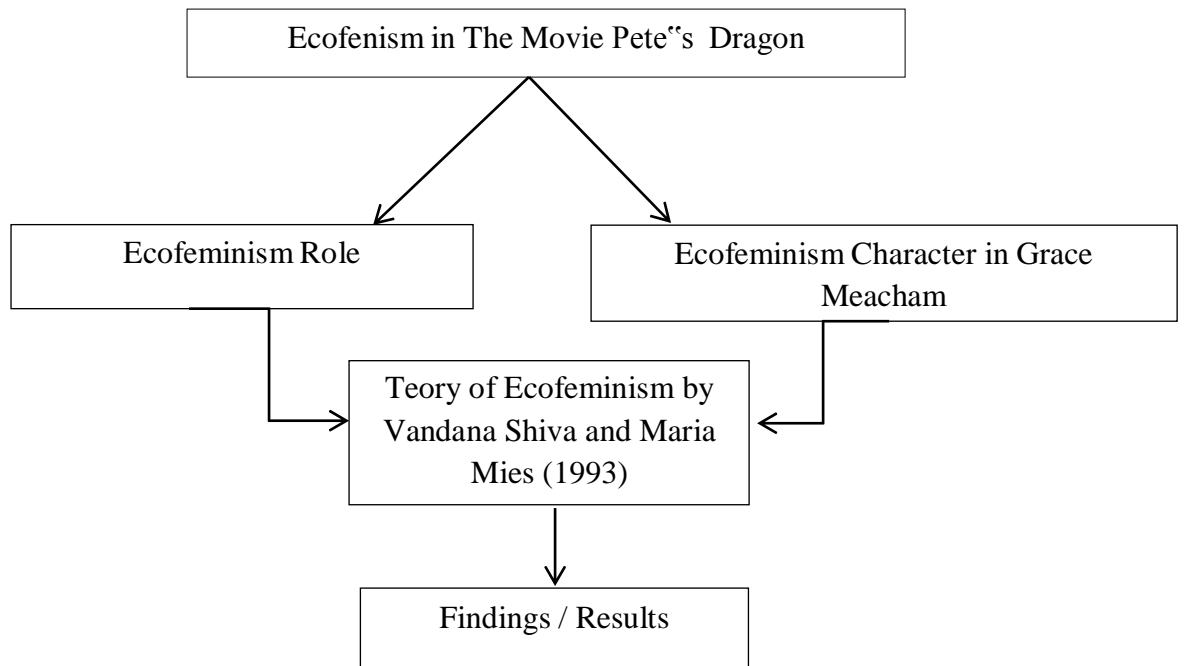 Ecofenism in The Movie Pete‟s Dragon
Ecofeminism Role
Ecofeminism Character in Grace
Meacham
Teory of Ecofeminism by
Vandana Shiva and Maria
Mies (1993)
Findings / Results